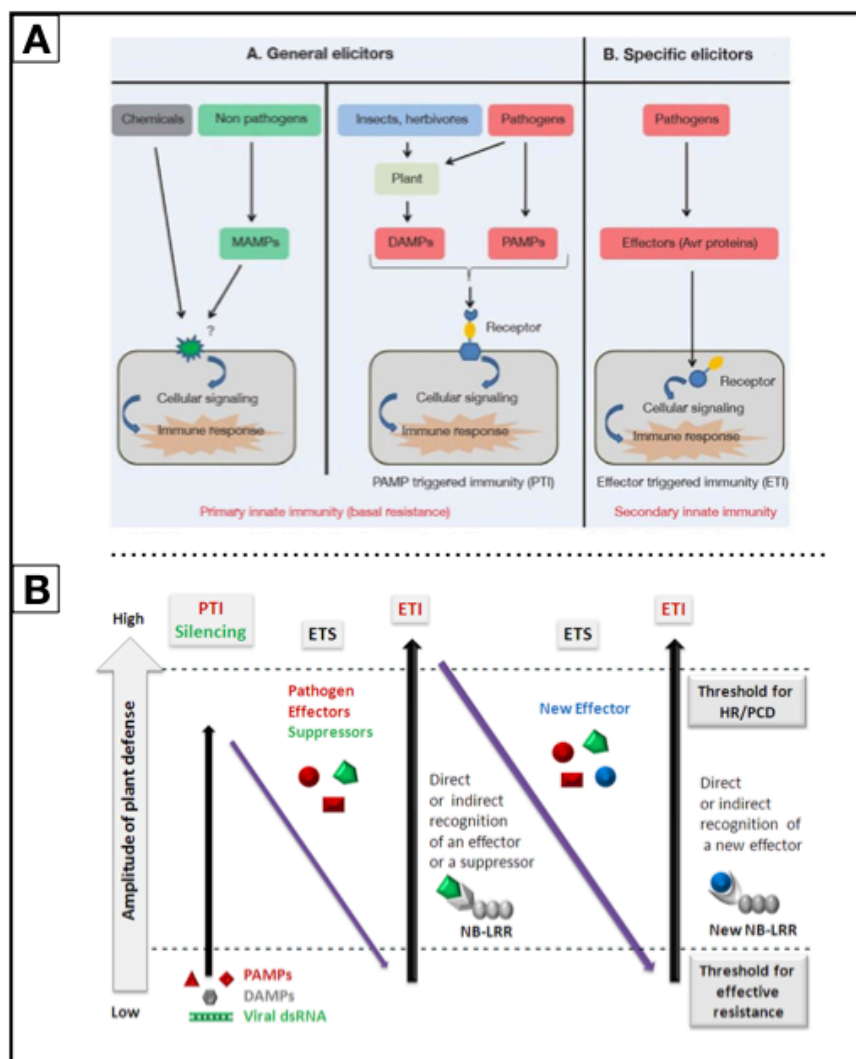 A
A. General elicitors
B. Specific elicitors
Chemicals
Non pathogens
Insects, herbivores
Pathogens
Pathogens
Plant
MAMPs
DAMPs
PAMPs
Effectors (Avr proteins)
?
Receptor
Receptor
Cellular signaling
Cellular signaling
Cellular signaling
Immune response
Immune response
Immune response
PAMP triggered immunity (PTI)
Effector triggered immunity (ETI)
Primary innate immunity (basal resistance)
Secondary innate immunity
B
High
Amplitude of plant defense
Low
PTI
Silencing
ETS
ETI
ETS
ETI
Pathogen
Effectors
Suppressors
New Effector
Threshold for
HR/PCD
Direct
or indirect
recognition
of an effector
or a suppressor
NB-LRR
Direct
or indirect
recognition of
a new effector
New NB-LRR
PAMPs
DAMPs
Viral dsRNA
Threshold for
effective
resistance